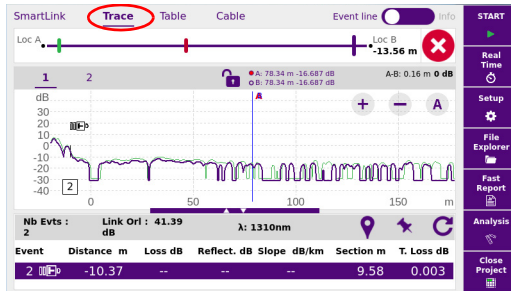 SmartLink Trace Table Cable Event line Info START
Loc A Loc B
-13.56 m
Real
Time
1 2 A: 78.34 m -16.687 dB A-B: 0.16 m 0 dB
B: 78.34 m -16.687 dB
Setup
dB
30
20
10
0
-10
-20
-30
-40
2
A
File
Explorer
Fast
Report
0 50 100 150 m
Nb Evts :
2
Link Orl : 41.39
dB
λ: 1310nm
Analysis
Event Distance m Loss dB Reflect. dB Slope dB/km Section m T. Loss dB
2 -10.37 -- -- -- 9.58 0.003
Close
Project